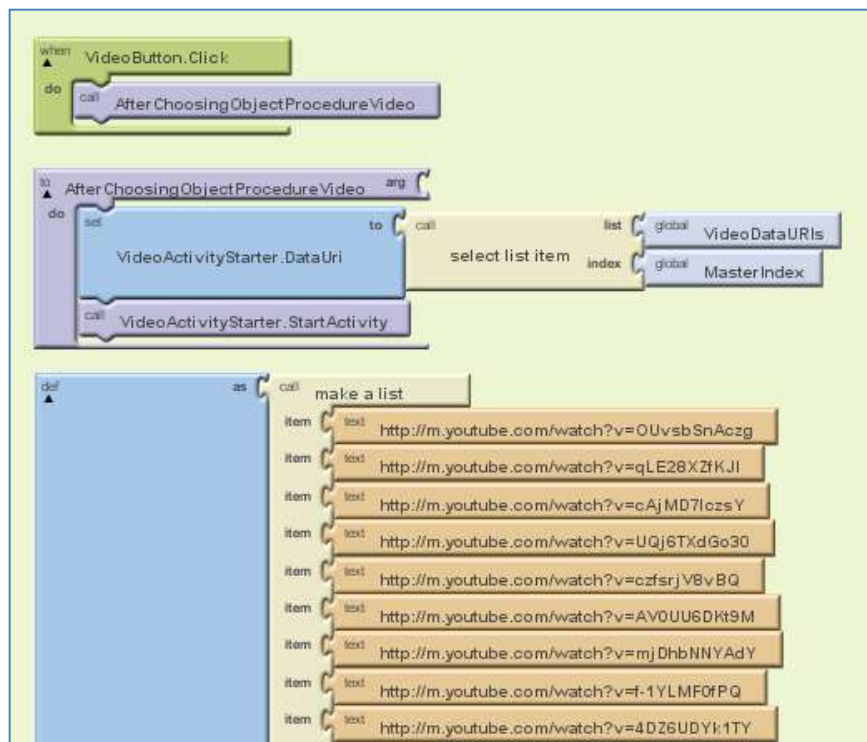 when VideoButton.Click
do call AfterChoosingObjectProcedureVideo
to AfterChoosingObjectProcedureVideo arg
do set VideoActivityStarter.DataUri to call select list item list global VideoDataURIs
index global MasterIndex
call VideoActivityStarter.StartActivity
def as call make a list
item text http://m.youtube.com/watch?v=OUvsbSnAczg
item text http://m.youtube.com/watch?v=qLE28XZfKJI
item text http://m.youtube.com/watch?v=cAjMD7IczsY
item text http://m.youtube.com/watch?v=UQj6TXdGo30
item text http://m.youtube.com/watch?v=czfsrjV8vBQ
item text http://m.youtube.com/watch?v=AV0UU6DKt9M
item text http://m.youtube.com/watch?v=mjDhbNNYAdY
item text http://m.youtube.com/watch?v=f-1YLMF0fPQ
item text http://m.youtube.com/watch?v=4DZ6UDYk1TY